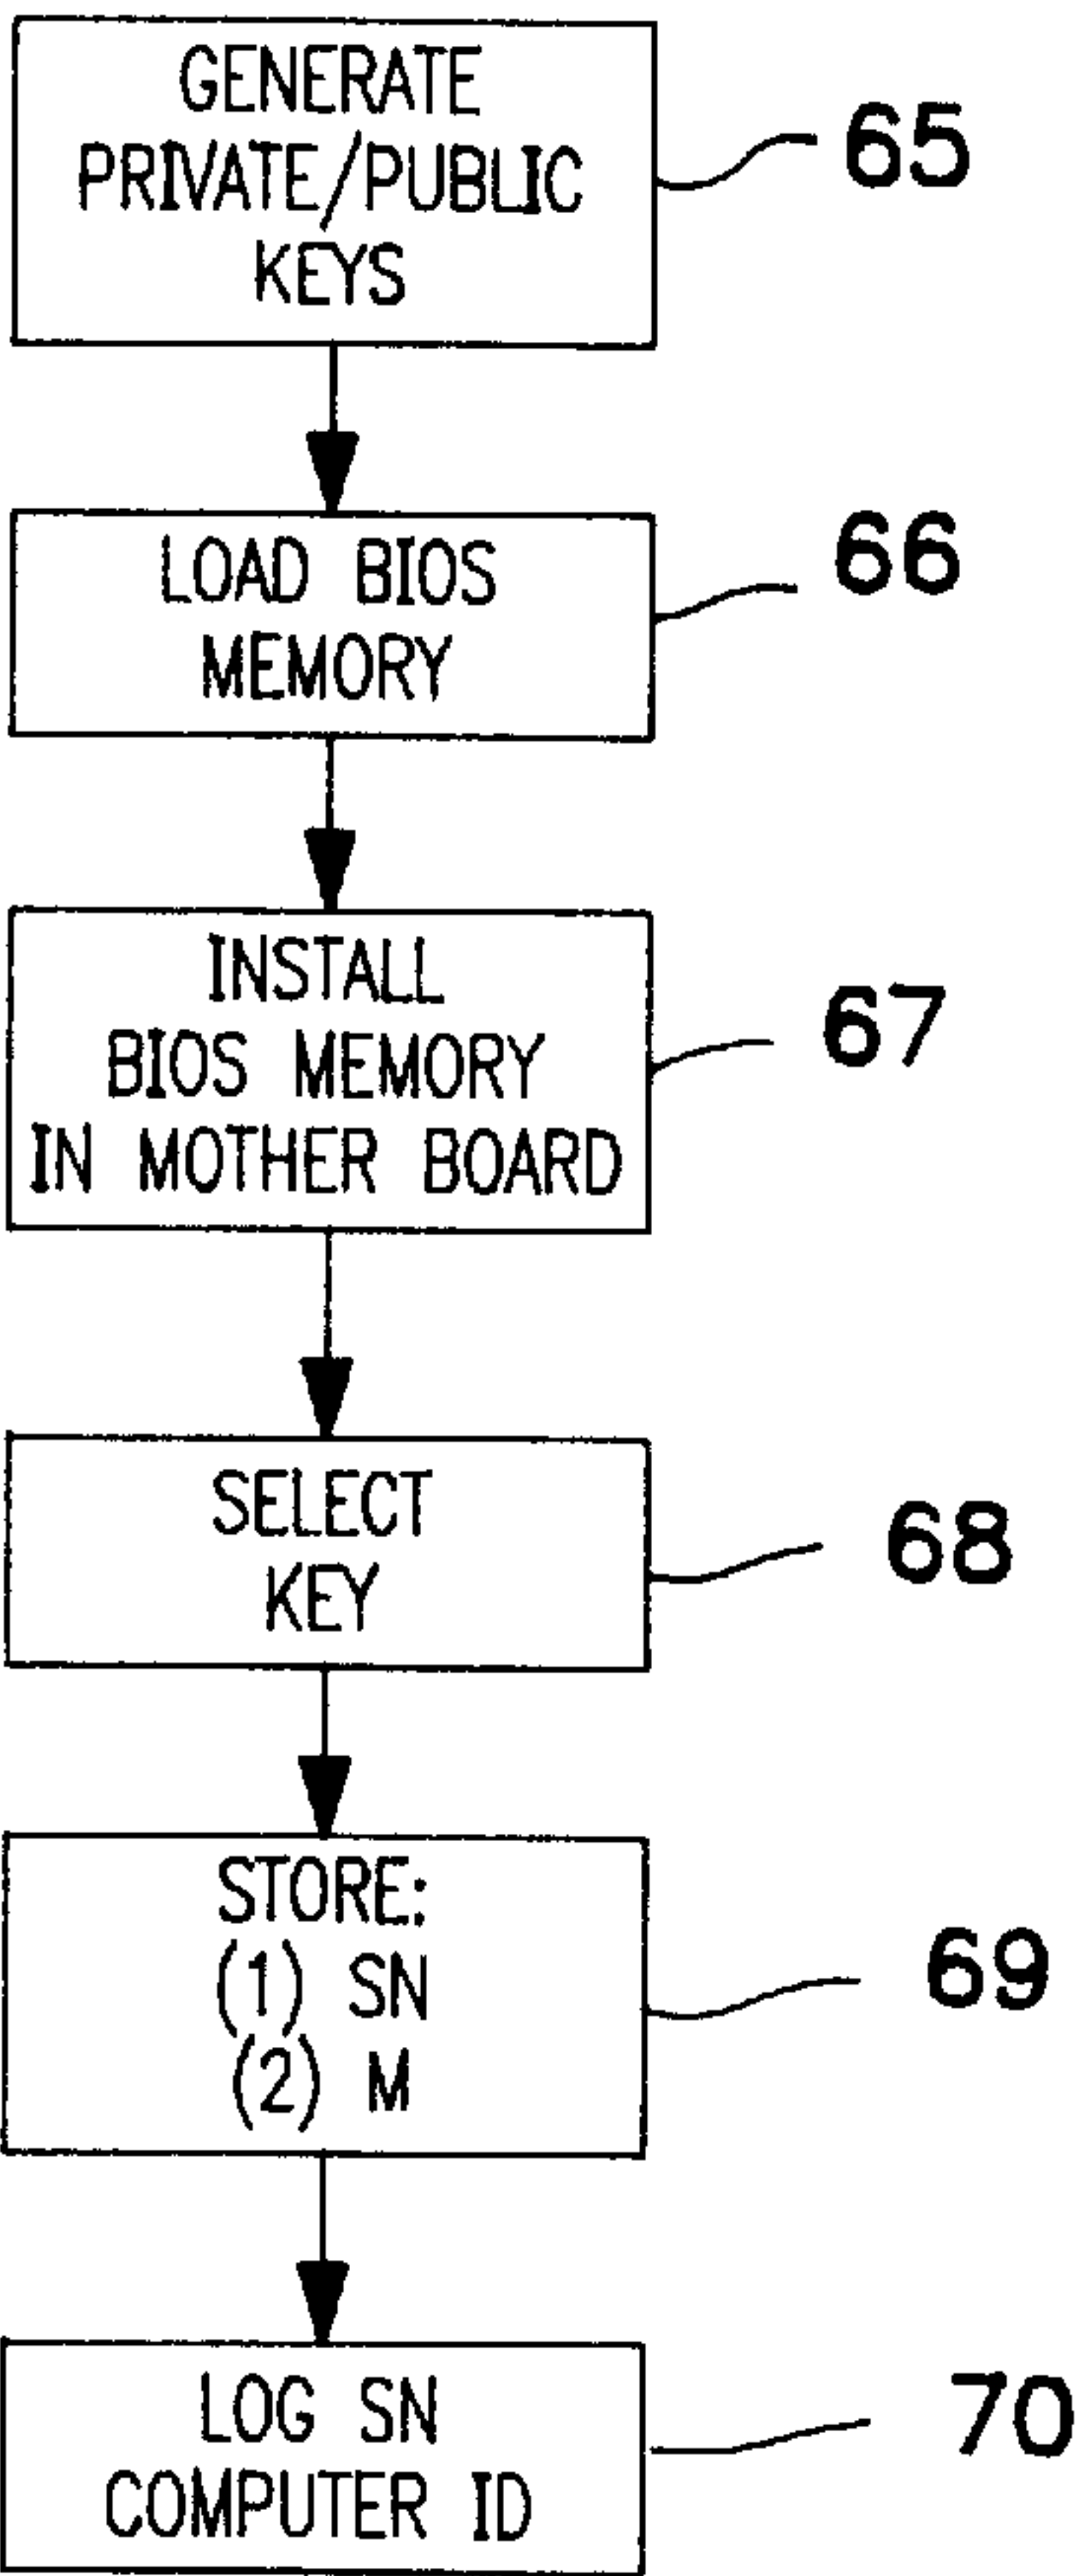 GENERATE
PRIVATE/PUBLIC
KEYS
65
LOAD BIOS
MEMORY
66
INSTALL
BIOS MEMORY
IN MOTHER BOARD
67
SELECT
KEY
68
STORE:
(1) SN
(2) M
69
LOG SN
COMPUTER ID
70